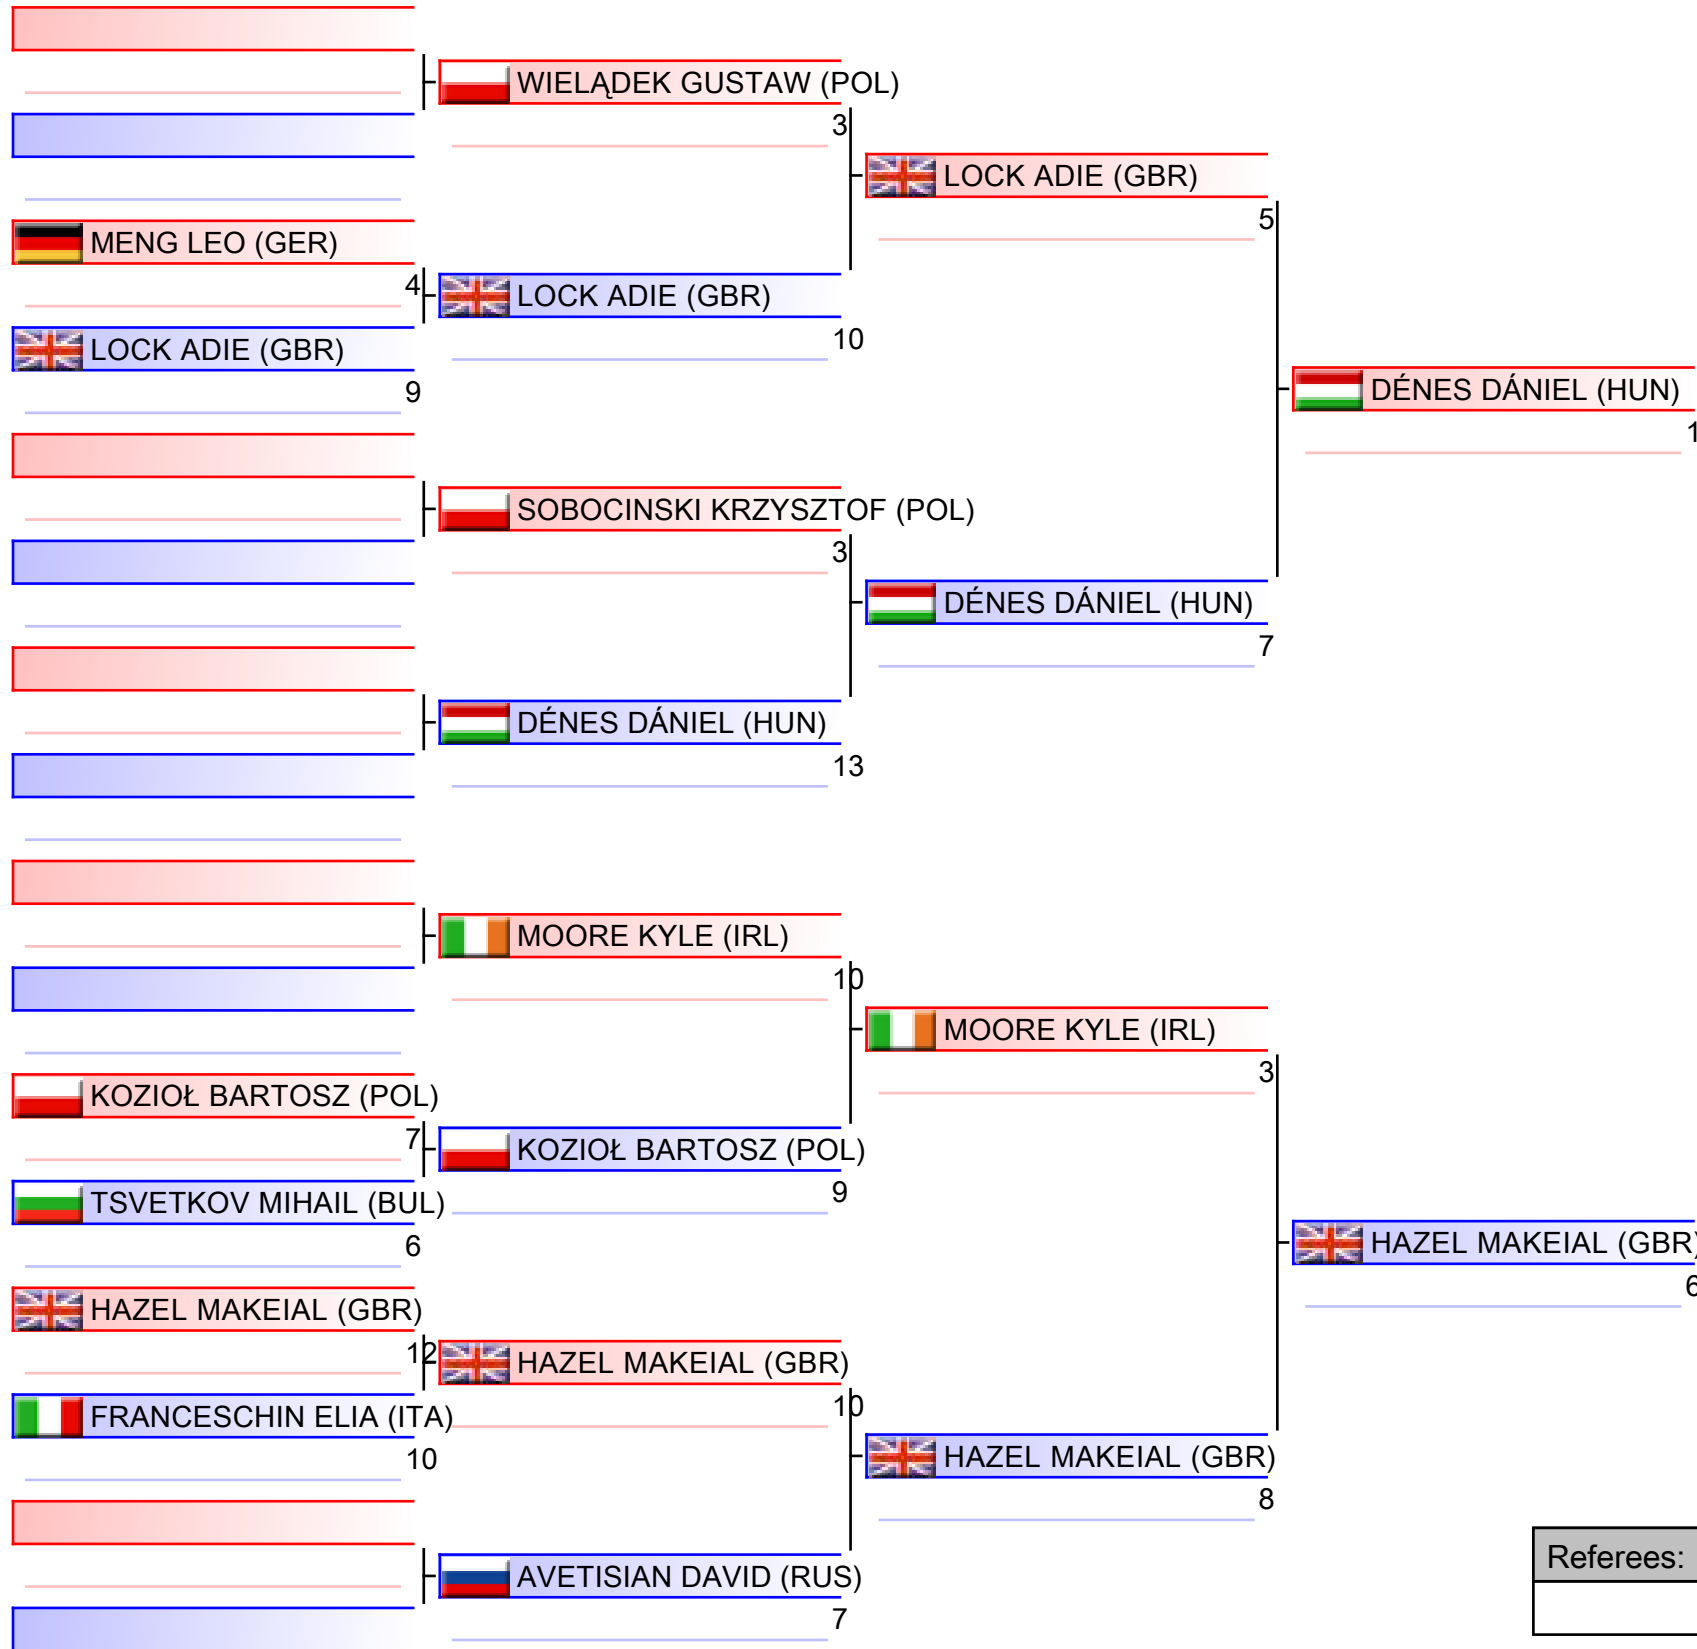 WIELĄDEK GUSTAW (POL)
3
LOCK ADIE (GBR)
5
MENG LEO (GER)
4
LOCK ADIE (GBR)
10
LOCK ADIE (GBR)
9
DÉNES DÁNIEL (HUN)
1
SOBOCINSKI KRZYSZTOF (POL)
3
DÉNES DÁNIEL (HUN)
7
DÉNES DÁNIEL (HUN)
13
MOORE KYLE (IRL)
10
MOORE KYLE (IRL)
3
KOZIOŁ BARTOSZ (POL)
7
KOZIOŁ BARTOSZ (POL)
9
TSVETKOV MIHAIL (BUL)
6
HAZEL MAKEIAL (GBR)
6
HAZEL MAKEIAL (GBR)
12
HAZEL MAKEIAL (GBR)
10
FRANCESCHIN ELIA (ITA)
10
HAZEL MAKEIAL (GBR)
8
AVETISIAN DAVID (RUS)
7
Referees: